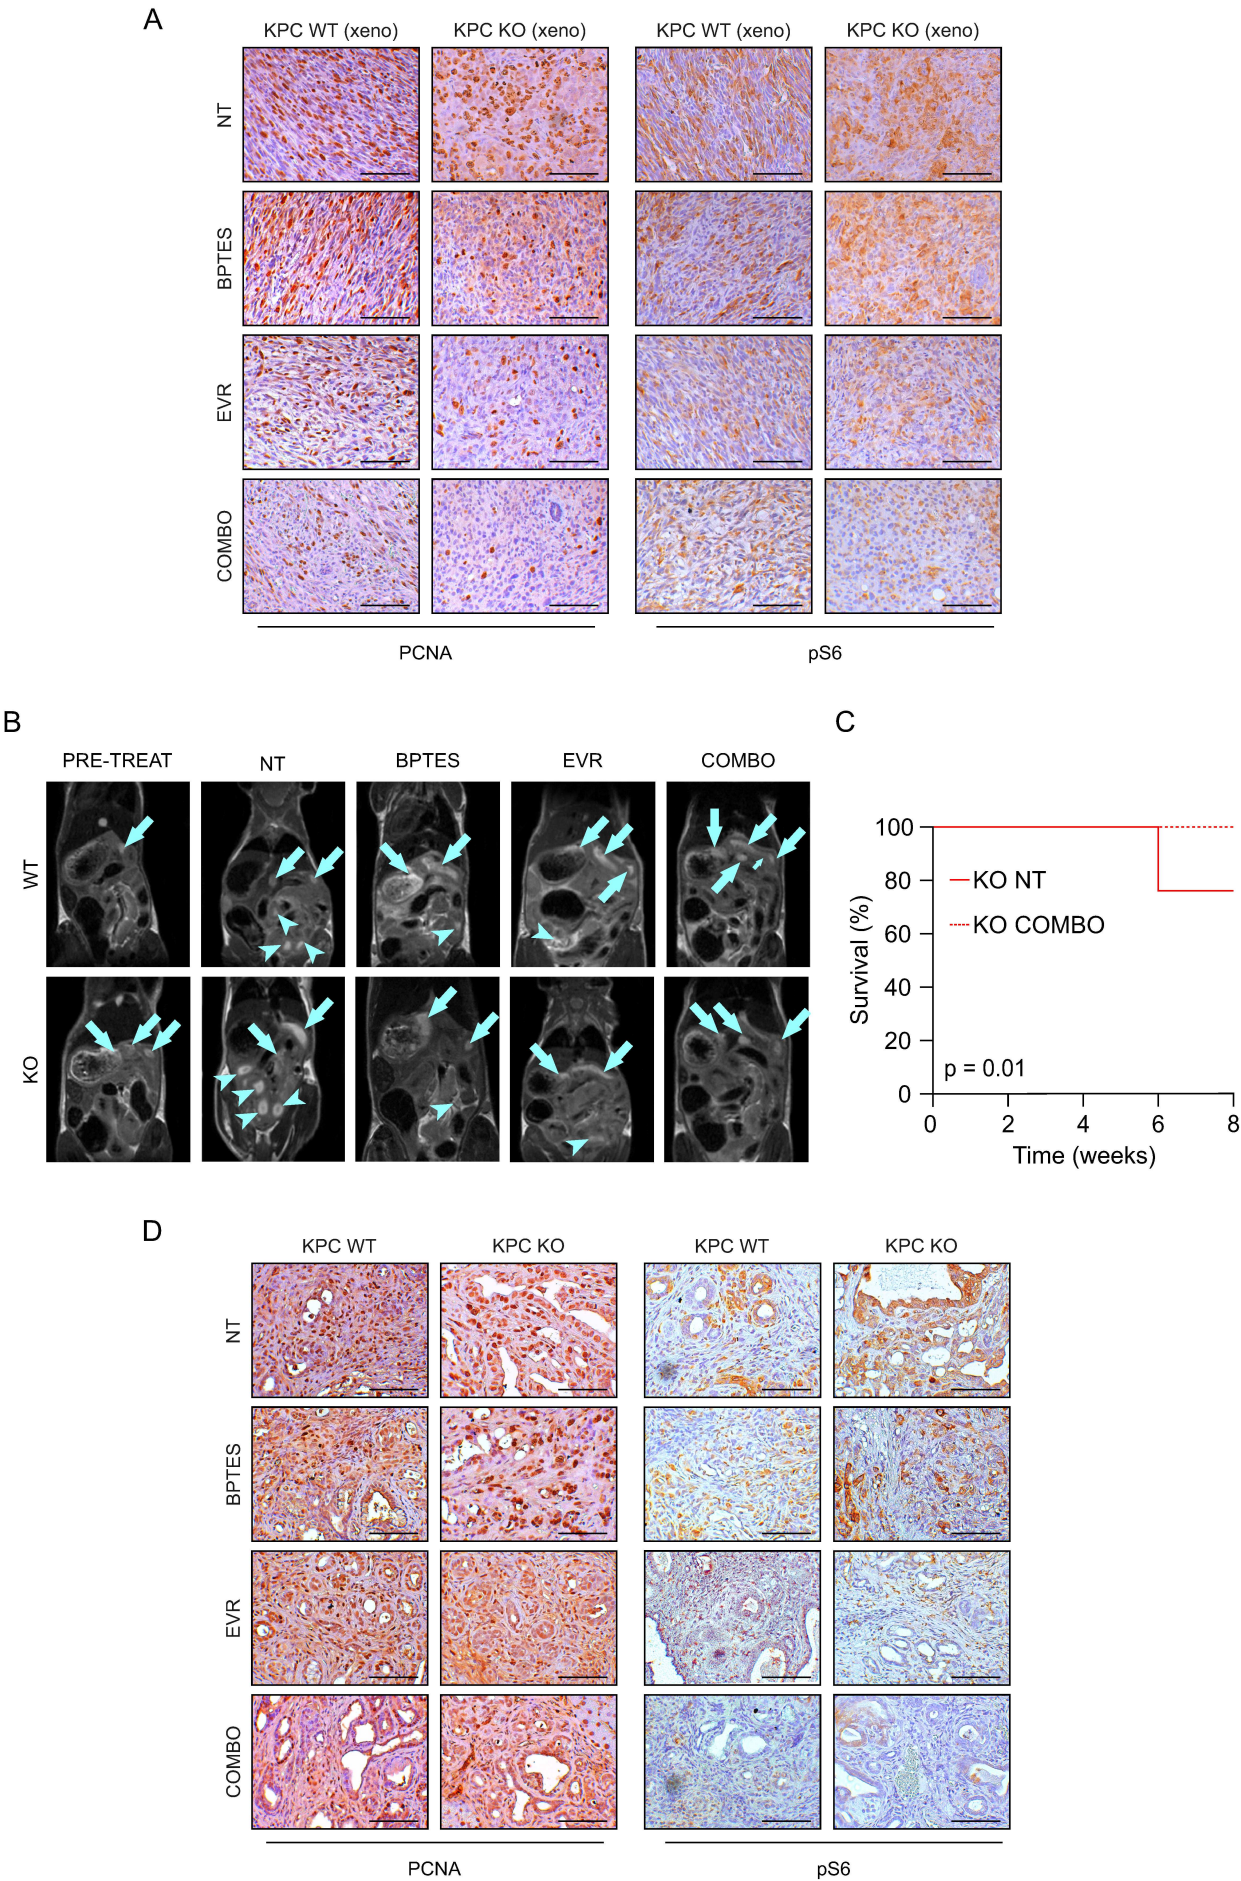 A
KPC WT (xeno) KPC KO (xeno) KPC WT (xeno) KPC KO (xeno)
NT
BPTES
EVR
COMBO
PCNA pS6
B
PRE-TREAT NT BPTES EVR COMBO
WT
KO
C
100
80
60
40
20
0
Survival (%)
KO NT
KO COMBO
p = 0.01
0 2 4 6 8
Time (weeks)
D
KPC WT KPC KO KPC WT KPC KO
NT
BPTES
EVR
COMBO
PCNA pS6